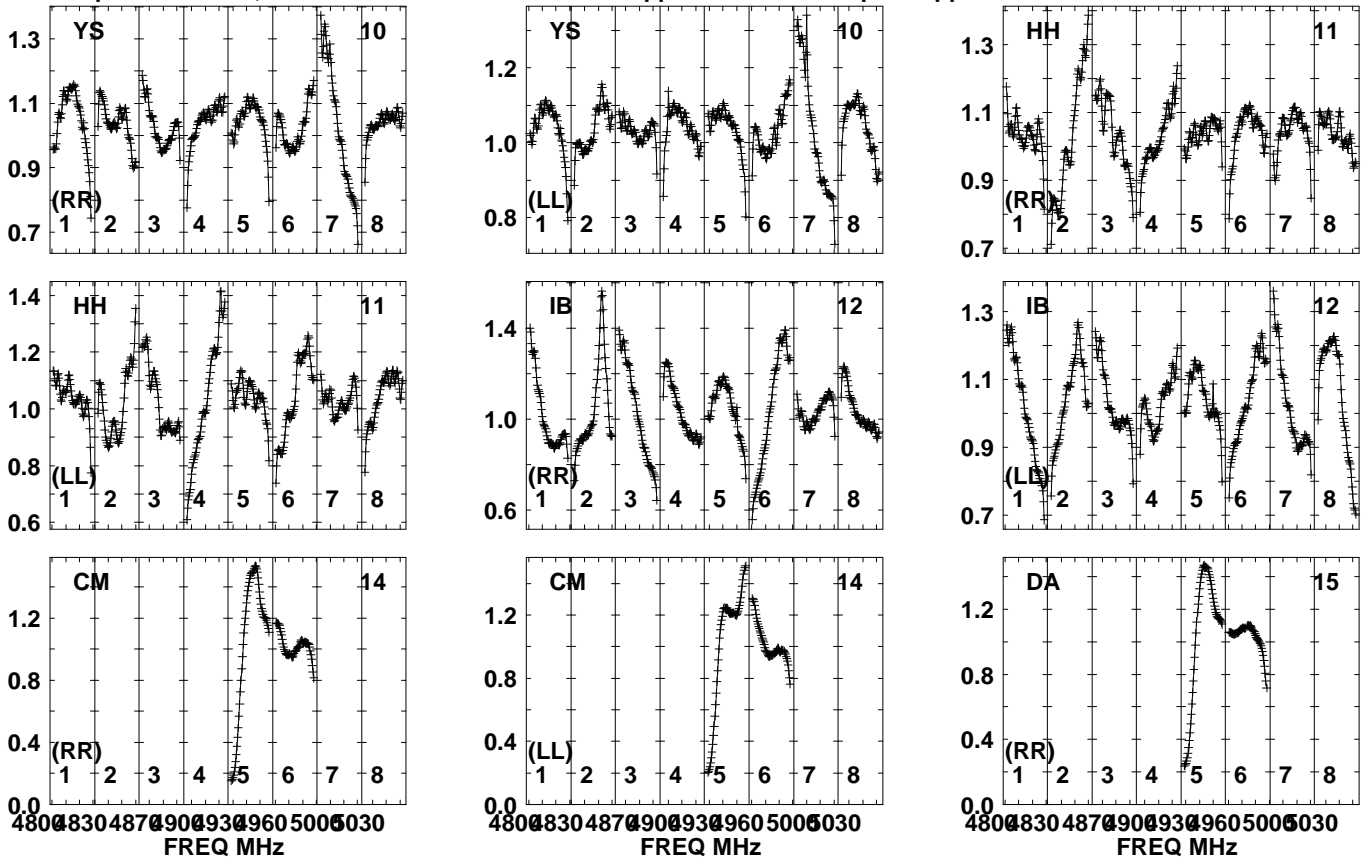 YS 10 YS 10 HH 11
1.3 1.1 0.9 0.7
1.2 1.0 0.8
1.3 1.1 0.9 0.7
(RR) (LL) (RR)
1 2 3 4 5 6 7 8
1 2 3 4 5 6 7 8
1 2 3 4 5 6 7 8
HH 11 IB 12 IB 12
1.4 1.2 1.0 0.8 0.6
1.4 1.0 0.6
1.3 1.1 0.9 0.7
(LL) (RR) (LL)
1 2 3 4 5 6 7 8
1 2 3 4 5 6 7 8
1 2 3 4 5 6 7 8
CM 14 CM 14 DA 15
1.2 0.8 0.4 0.0
1.2 0.8 0.4 0.0
1.2 0.8 0.4 0.0
(RR) (LL) (RR)
1 2 3 4 5 6 7 8
1 2 3 4 5 6 7 8
1 2 3 4 5 6 7 8
4800 4830 4870 4900 4930 4960 5000 5030
4800 4830 4870 4900 4930 4960 5000 5030
4800 4830 4870 4900 4930 4960 5000 5030
FREQ MHz FREQ MHz FREQ MHz